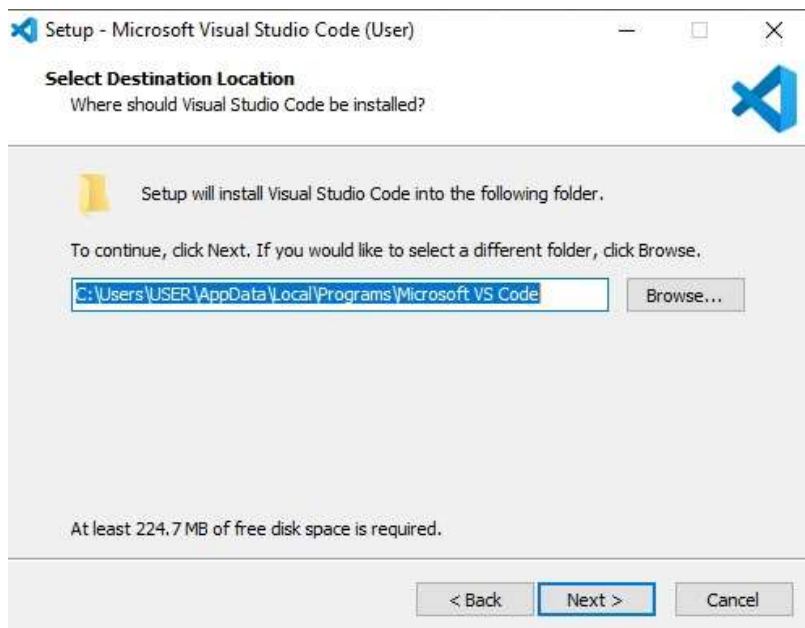 Setup - Microsoft Visual Studio Code (User)
Select Destination Location
Where should Visual Studio Code be installed?
Setup will install Visual Studio Code into the following folder.
To continue, click Next. If you would like to select a different folder, click Browse.
C:\Users\USER\AppData\Local\Programs\Microsoft VS Code
Browse...
At least 224.7 MB of free disk space is required.
< Back
Next >
Cancel